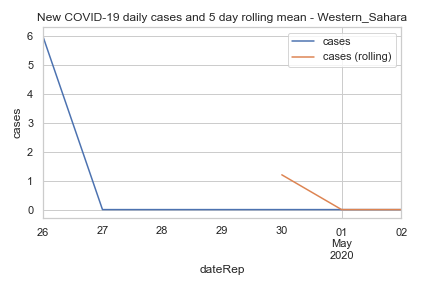 New COVID-19 daily cases and 5 day rolling mean - Western_Sahara
cases
cases (rolling)
6
5
4
3
2
1
0
cases
26
27
28
29
30
01
02
May
2020
dateRep